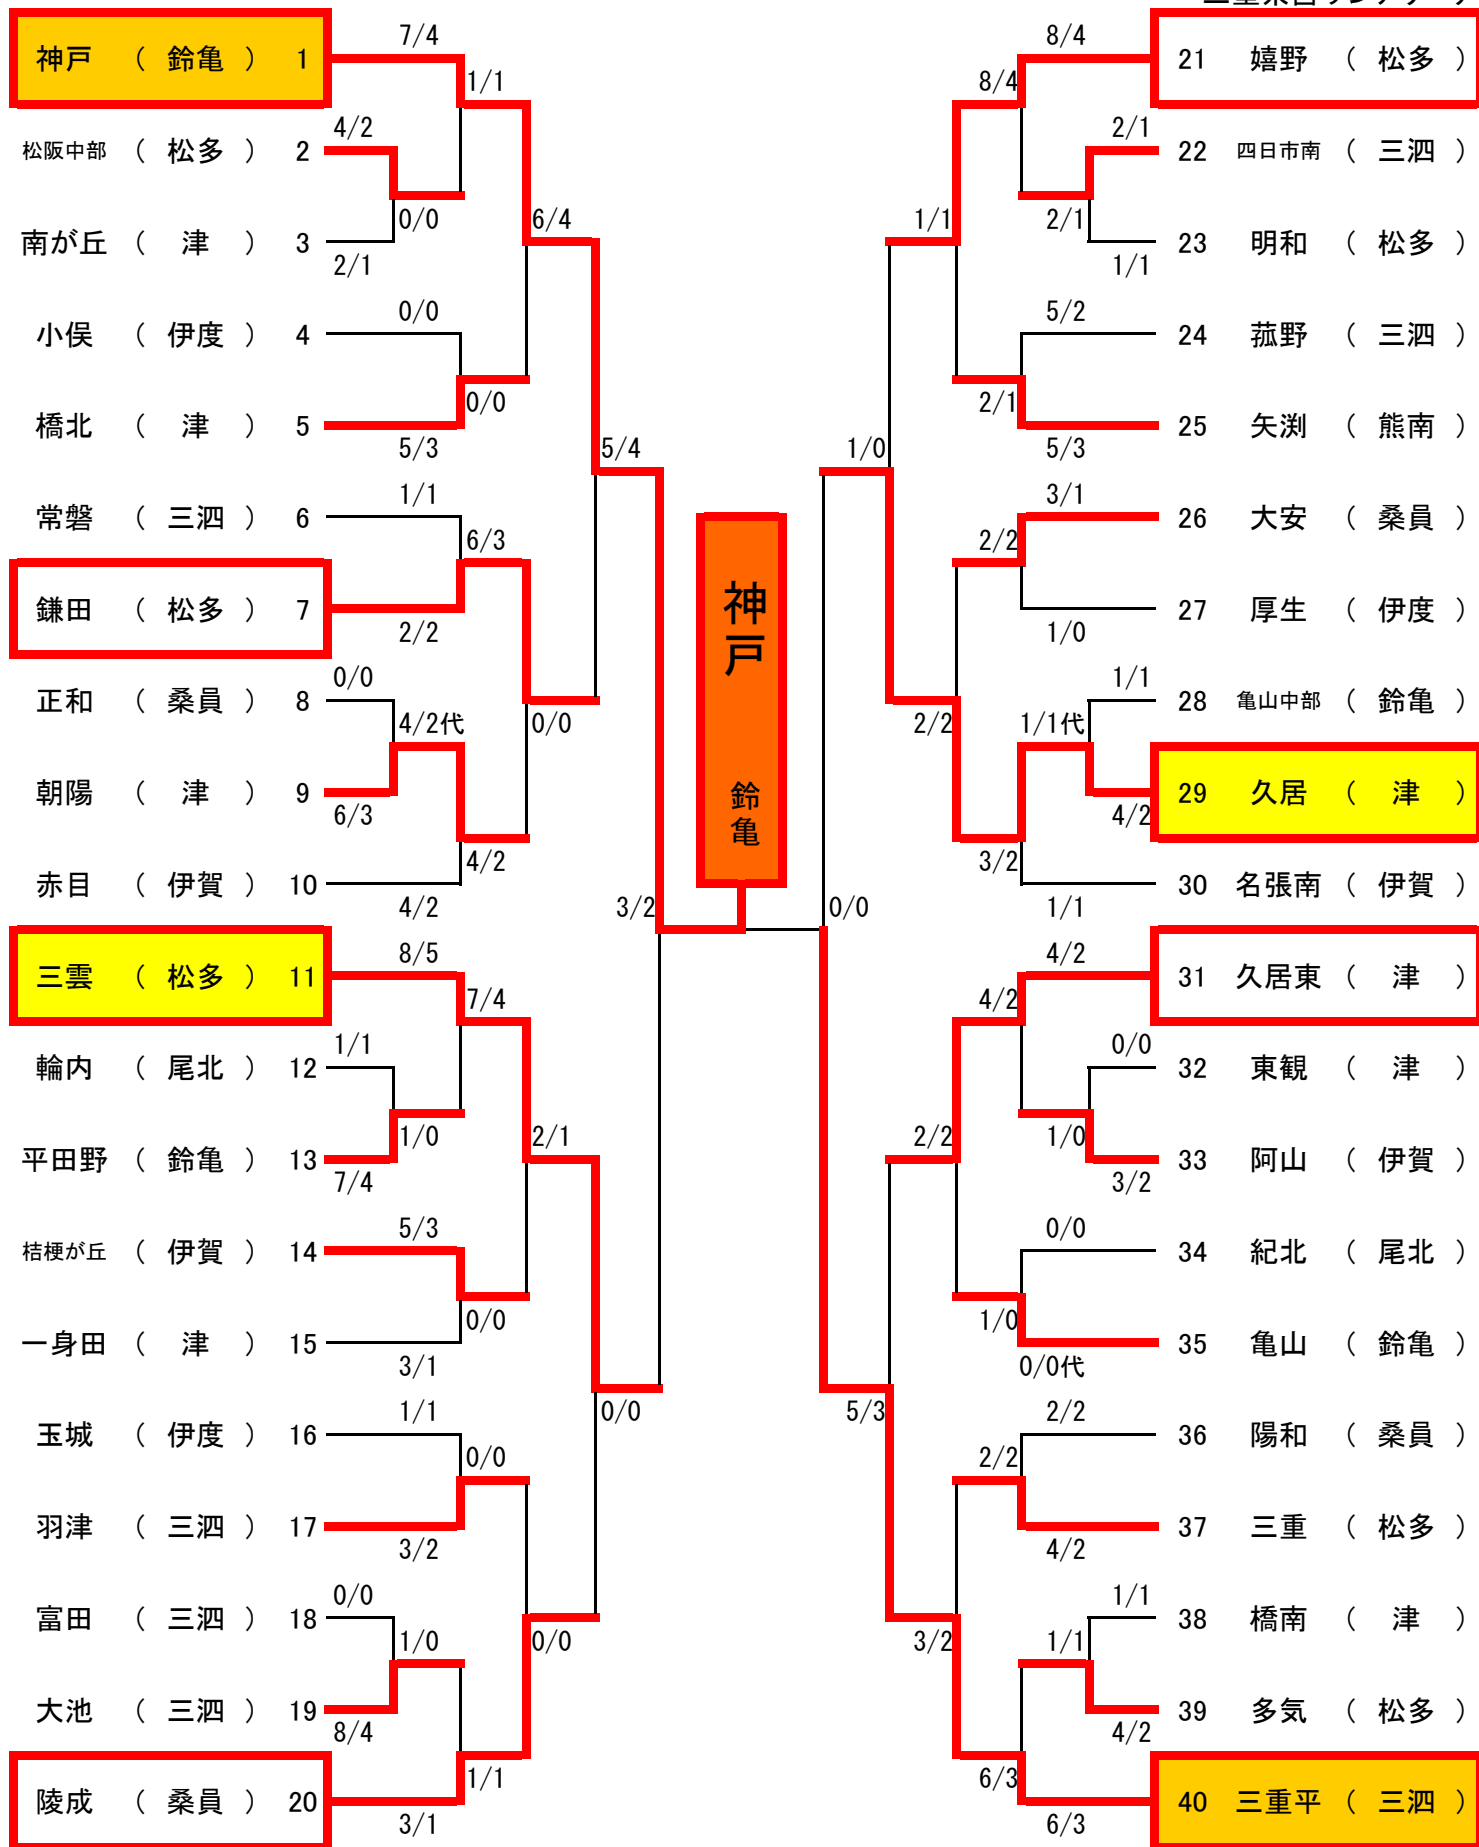 神戸 ( 鈴亀 ) 1
松阪中部 ( 松多 ) 2
南が丘 ( 津 ) 3
小俣 ( 伊度 ) 4
橋北 ( 津 ) 5
常磐 ( 三泗 ) 6
鎌田 ( 松多 ) 7
正和 ( 桑員 ) 8
朝陽 ( 津 ) 9
赤目 ( 伊賀 ) 10
三雲 ( 松多 ) 11
輪内 ( 尾北 ) 12
平田野 ( 鈴亀 ) 13
桔梗が丘 ( 伊賀 ) 14
一身田 ( 津 ) 15
玉城 ( 伊度 ) 16
羽津 ( 三泗 ) 17
富田 ( 三泗 ) 18
大池 ( 三泗 ) 19
陵成 ( 桑員 ) 20
7/4
1/1
4/2
0/0
2/1
6/4
0/0
0/0
5/3
5/4
1/1
6/3
2/2
0/0
4/2代
0/0
6/3
4/2
4/2
3/2
8/5
7/4
1/1
1/0
7/4
2/1
5/3
0/0
3/1
0/0
1/1
0/0
3/2
0/0
1/0
0/0
8/4
1/1
3/1
神戸
鈴亀
8/4
8/4
2/1
2/1
1/1
1/1
5/2
2/1
5/3
1/0
3/1
2/2
1/0
1/1
2/2
1/1代
4/2
3/2
1/1
0/0
4/2
4/2
0/0
1/0
3/2
2/2
0/0
1/0
0/0代
5/3
2/2
2/2
4/2
1/1
3/2
1/1
4/2
6/3
6/3
21 嬉野 ( 松多 )
22 四日市南 ( 三泗 )
23 明和 ( 松多 )
24 菰野 ( 三泗 )
25 矢渕 ( 熊南 )
26 大安 ( 桑員 )
27 厚生 ( 伊度 )
28 亀山中部 ( 鈴亀 )
29 久居 ( 津 )
30 名張南 ( 伊賀 )
31 久居東 ( 津 )
32 東観 ( 津 )
33 阿山 ( 伊賀 )
34 紀北 ( 尾北 )
35 亀山 ( 鈴亀 )
36 陽和 ( 桑員 )
37 三重 ( 松多 )
38 橋南 ( 津 )
39 多気 ( 松多 )
40 三重平 ( 三泗 )